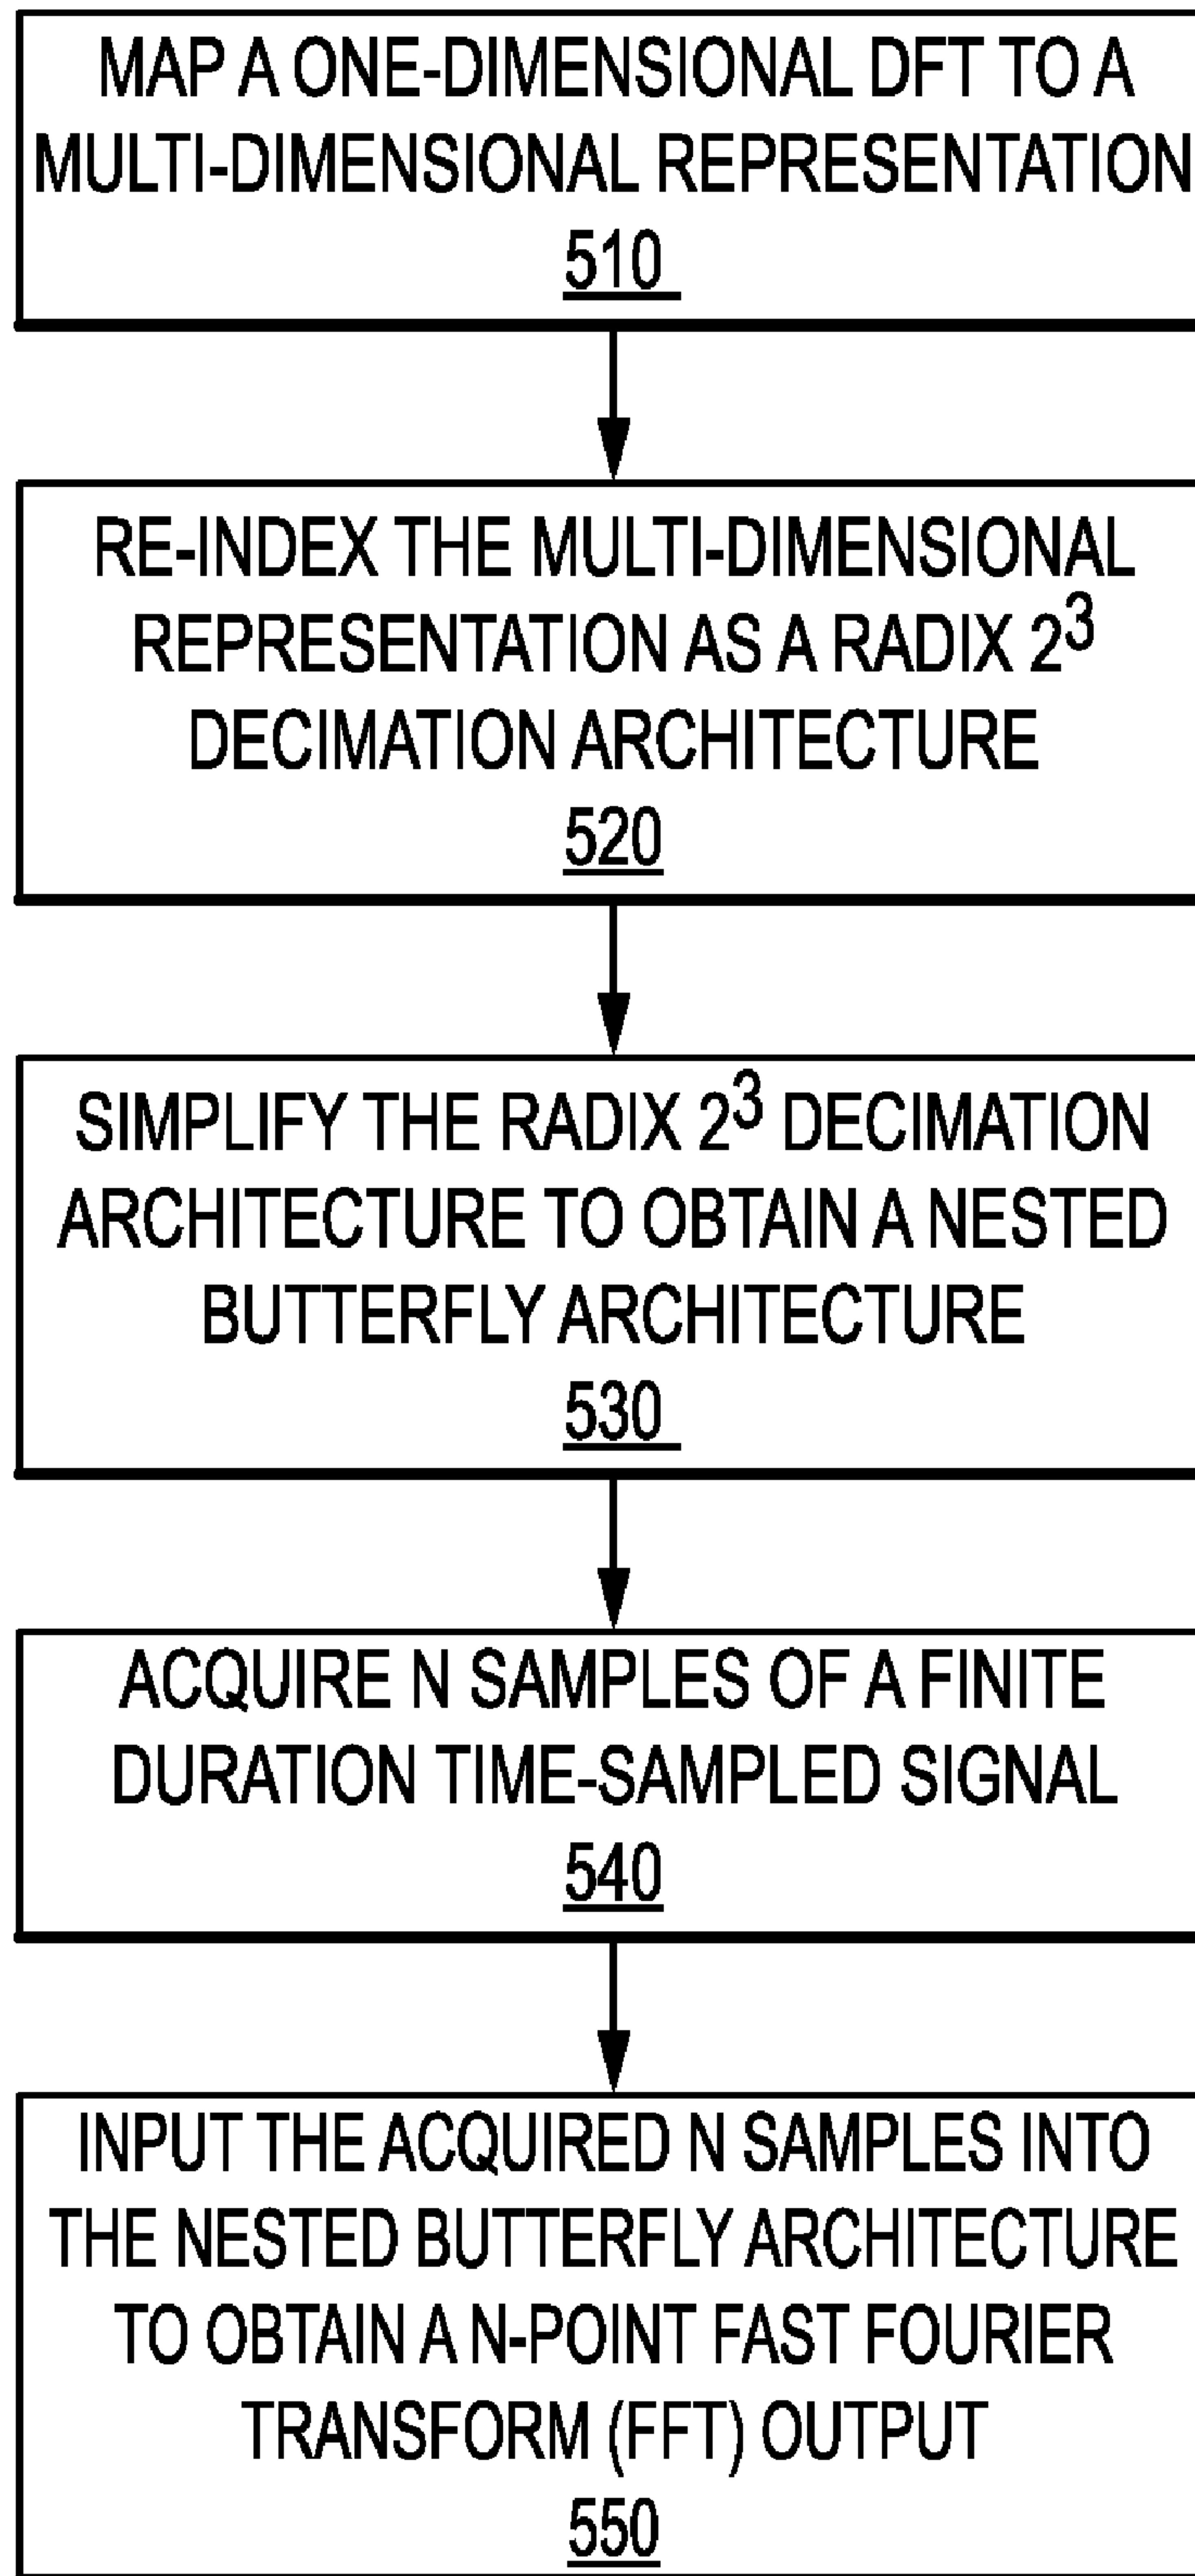 MAP A ONE-DIMENSIONAL DFT TO A
MULTI-DIMENSIONAL REPRESENTATION
510
RE-INDEX THE MULTI-DIMENSIONAL
REPRESENTATION AS A RADIX 2³
DECIMATION ARCHITECTURE
520
SIMPLIFY THE RADIX 2³ DECIMATION
ARCHITECTURE TO OBTAIN A NESTED
BUTTERFLY ARCHITECTURE
530
ACQUIRE N SAMPLES OF A FINITE
DURATION TIME-SAMPLED SIGNAL
540
INPUT THE ACQUIRED N SAMPLES INTO
THE NESTED BUTTERFLY ARCHITECTURE
TO OBTAIN A N-POINT FAST FOURIER
TRANSFORM (FFT) OUTPUT
550